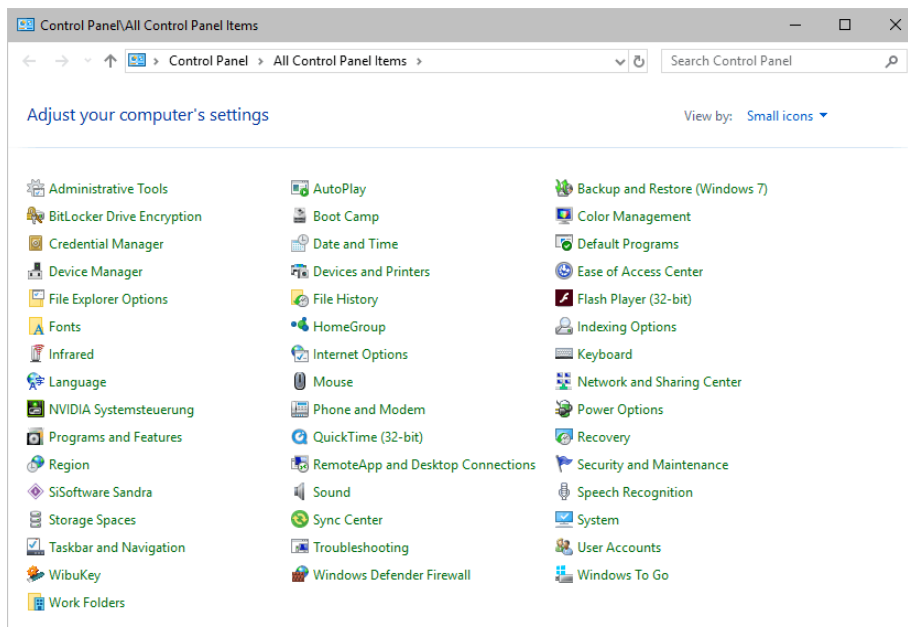 Control Panel\All Control Panel Items
Control Panel > All Control Panel Items >
Search Control Panel
Adjust your computer's settings
View by: Small icons
Administrative Tools
AutoPlay
Backup and Restore (Windows 7)
BitLocker Drive Encryption
Boot Camp
Color Management
Credential Manager
Date and Time
Default Programs
Device Manager
Devices and Printers
Ease of Access Center
File Explorer Options
File History
Flash Player (32-bit)
Fonts
HomeGroup
Indexing Options
Infrared
Internet Options
Keyboard
Language
Mouse
Network and Sharing Center
NVIDIA Systemsteuerung
Phone and Modem
Power Options
Programs and Features
QuickTime (32-bit)
Recovery
Region
RemoteApp and Desktop Connections
Security and Maintenance
SiSoftware Sandra
Sound
Speech Recognition
Storage Spaces
Sync Center
System
Taskbar and Navigation
Troubleshooting
User Accounts
WibuKey
Windows Defender Firewall
Windows To Go
Work Folders